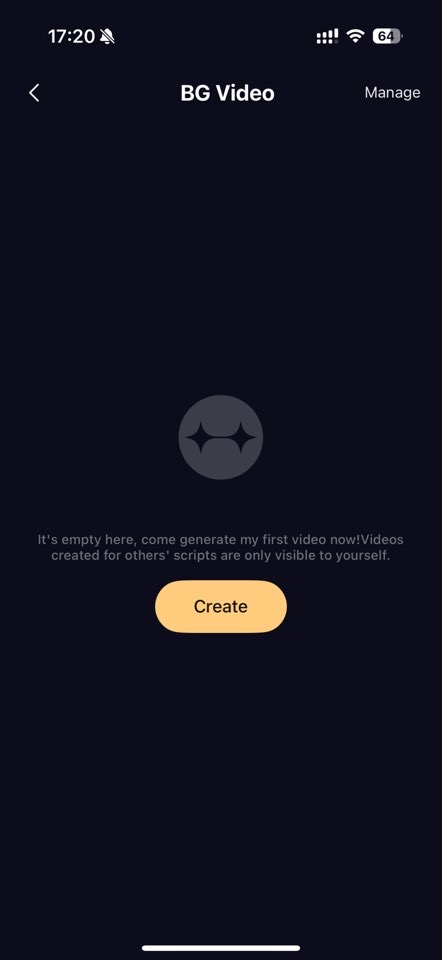 17:20
64
BG Video
Manage
It's empty here, come generate my first video now!Videos
created for others' scripts are only visible to yourself.
Create